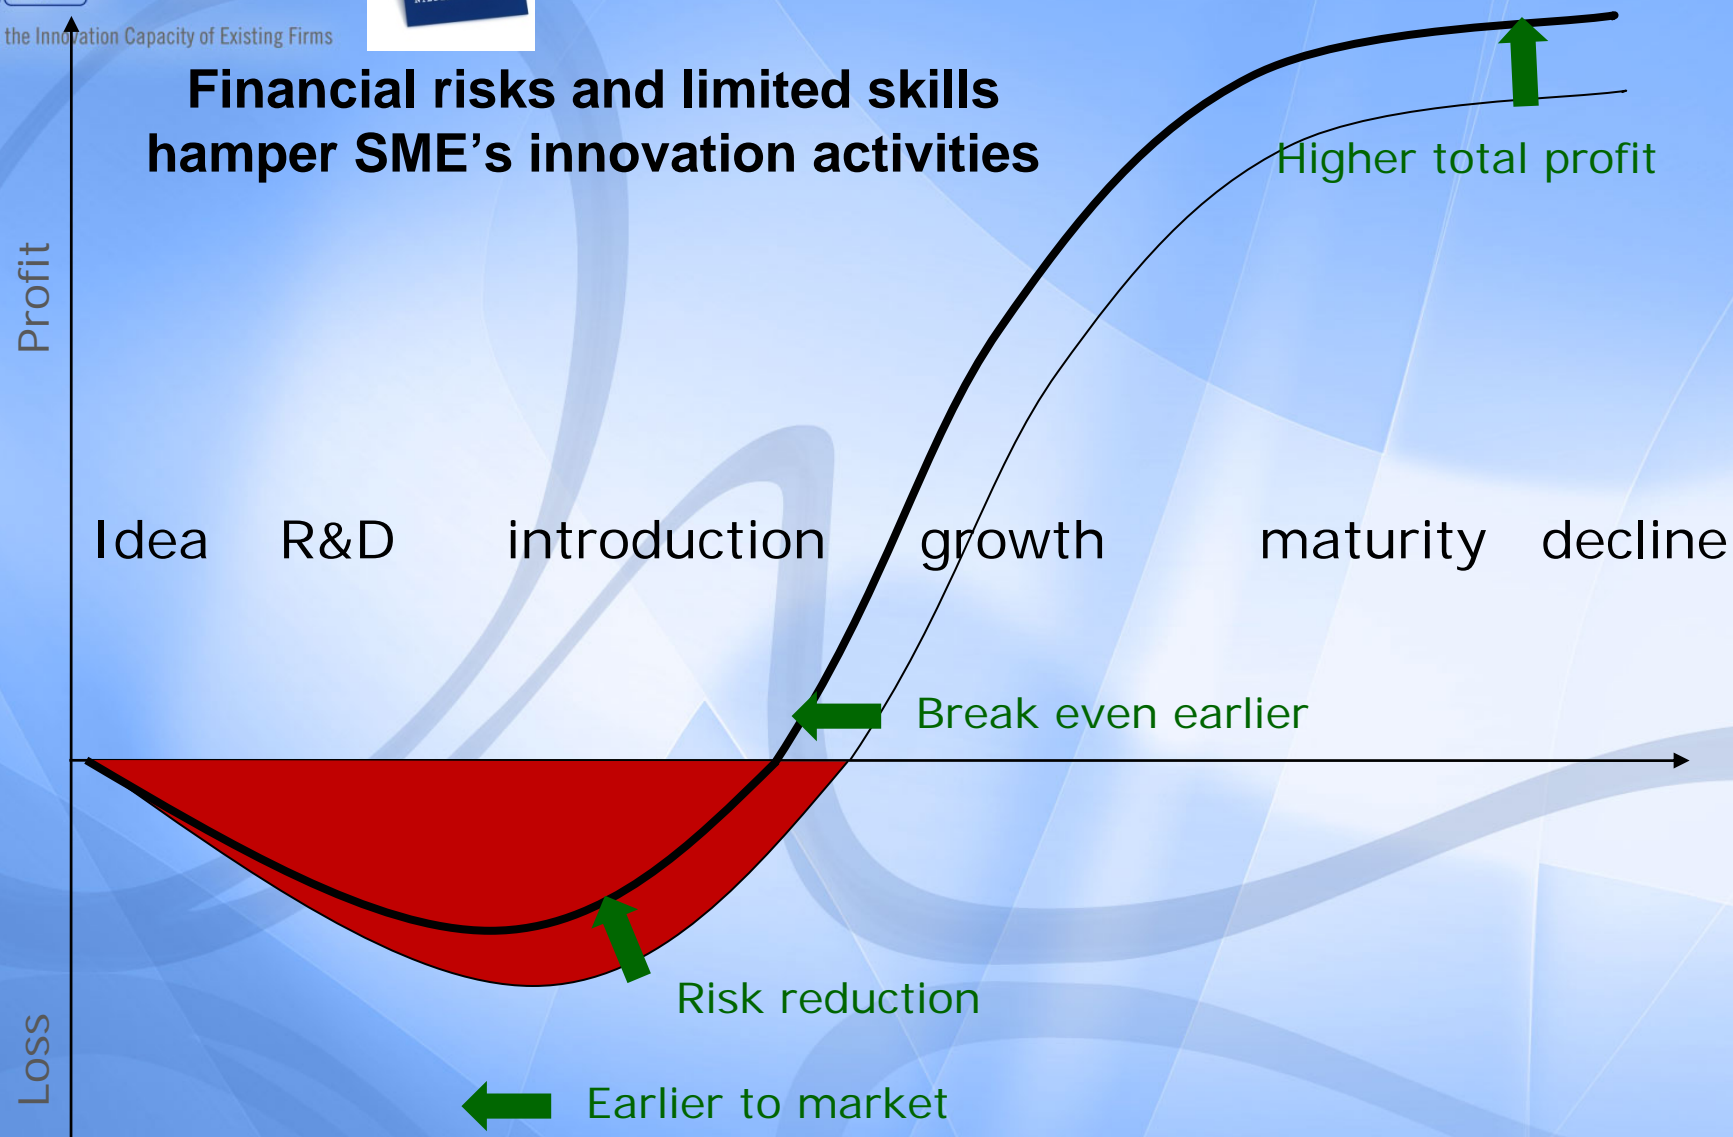 the Innovation Capacity of Existing Firms
Financial risks and limited skills
hamper SME’s innovation activities
Higher total profit
Profit
Idea R&D introduction growth maturity decline
Break even earlier
Risk reduction
Loss
Earlier to market